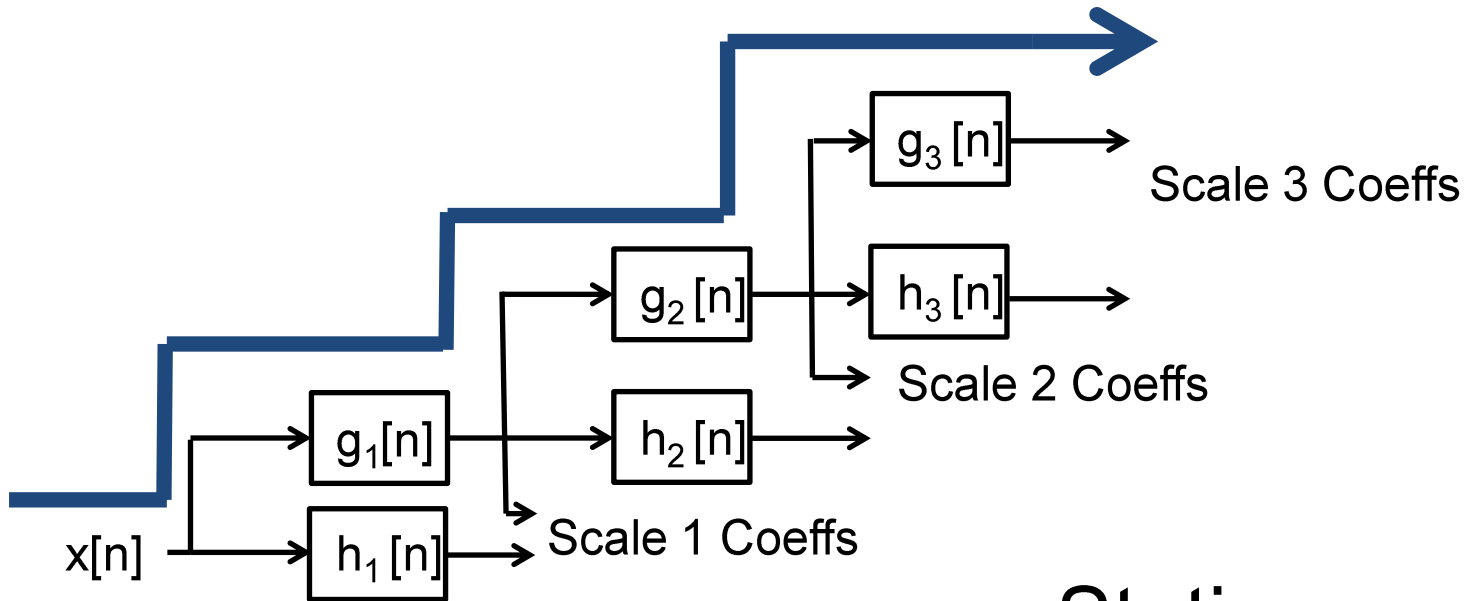 g₃ [n]
Scale 3 Coeffs
g₂ [n]
h₃ [n]
Scale 2 Coeffs
g₁[n]
h₂ [n]
Scale 1 Coeffs
x[n]
h₁ [n]